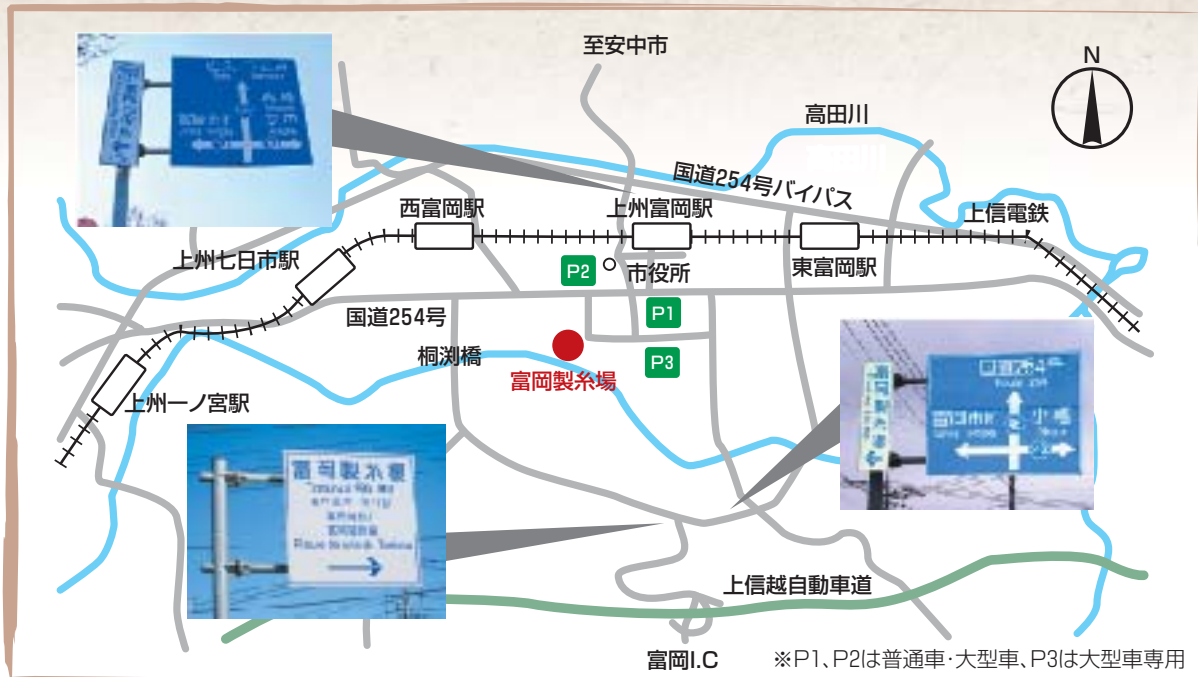 至安中市
N
高田川
国道254号バイパス
西富岡駅
上州富岡駅
上信電鉄
上州七日市駅
P2
市役所
東富岡駅
国道254号
P1
桐渕橋
P3
富岡製糸場
上州一ノ宮駅
富岡製糸場
小幡
上信越自動車道
富岡I.C
※P1、P2は普通車・大型車、P3は大型車専用